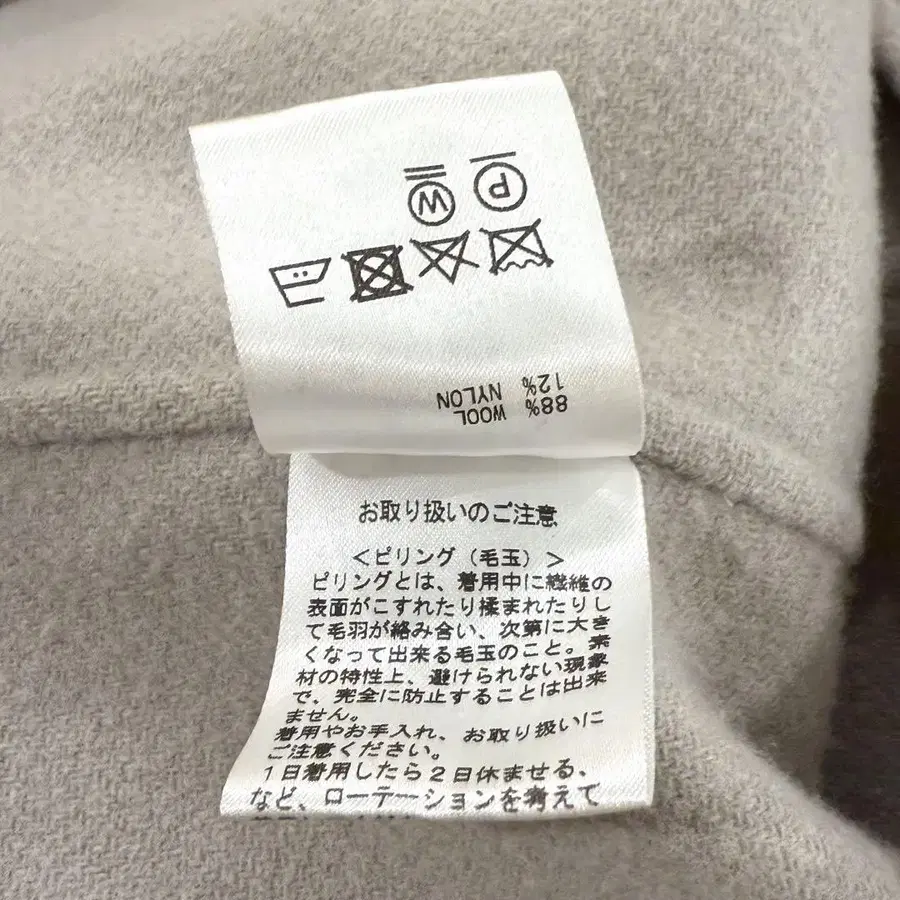 88% WOOL
12% NYLON
P W
お取り扱いのご注意
＜ピリング（毛玉）＞
ピリングとは、着用中に繊維の
表面がこすれたり揉まれたりし
て毛羽が絡み合い、次第に大き
くなって出来る毛玉のこと。素
材の特性上、避けられない現象
で、完全に防止することは出来
ません。
着用やお手入れ、お取り扱いに
ご注意ください。
1日着用したら2日休ませる、
など、ローテーションを考えて